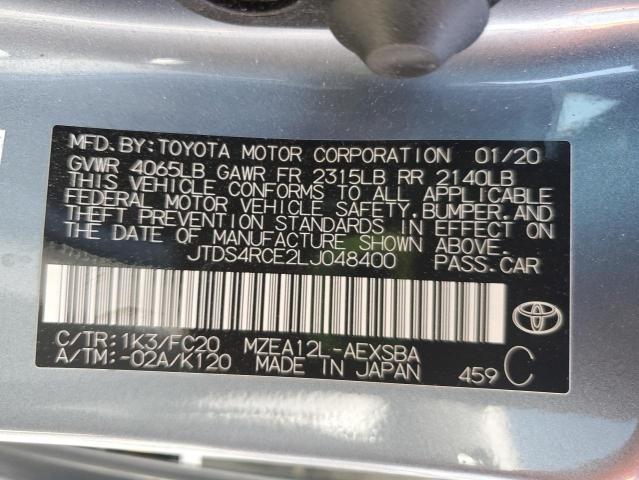 MFD.BY:TOYOTA MOTOR CORPORATION 01/20
GVWR 4065LB GAWR FR 2315LB RR 2140LB
THIS VEHICLE CONFORMS TO ALL APPLICABLE
FEDERAL MOTOR VEHICLE SAFETY,BUMPER,AND
THEFT PREVENTION STANDARDS IN EFFECT ON
THE DATE OF MANUFACTURE SHOWN ABOVE.
JTDS4RCE2LJ048400 PASS.CAR
C/TR:1K3/FC20 MZEA12L-AEXSBA
A/TM:-02A/K120 MADE IN JAPAN 459 C